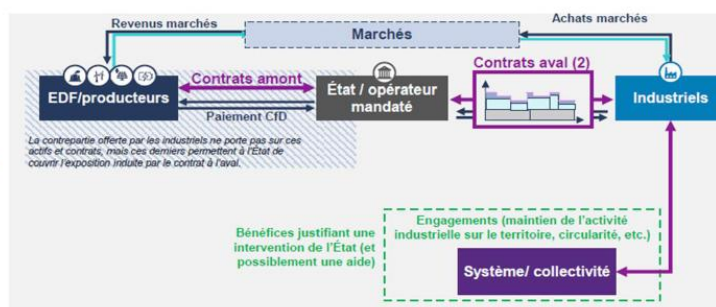 Revenus marchés
Achats marchés
Marchés
Contrats aval (2)
Contrats amont
EDF/producteurs
État / opérateur
mandaté
Industriels
Paiement CfD
La contrepartie offerte par les industriels ne porte pas sur ces
actifs et contrats, mais ces derniers permettent à l'État de
couvrir l'exposition induite par le contrat à l'aval.
Engagements (maintien de l'activité
industrielle sur le territoire, circularité, etc.)
Bénéfices justifiant une
intervention de l'État (et
possiblement une aide)
Système/ collectivité